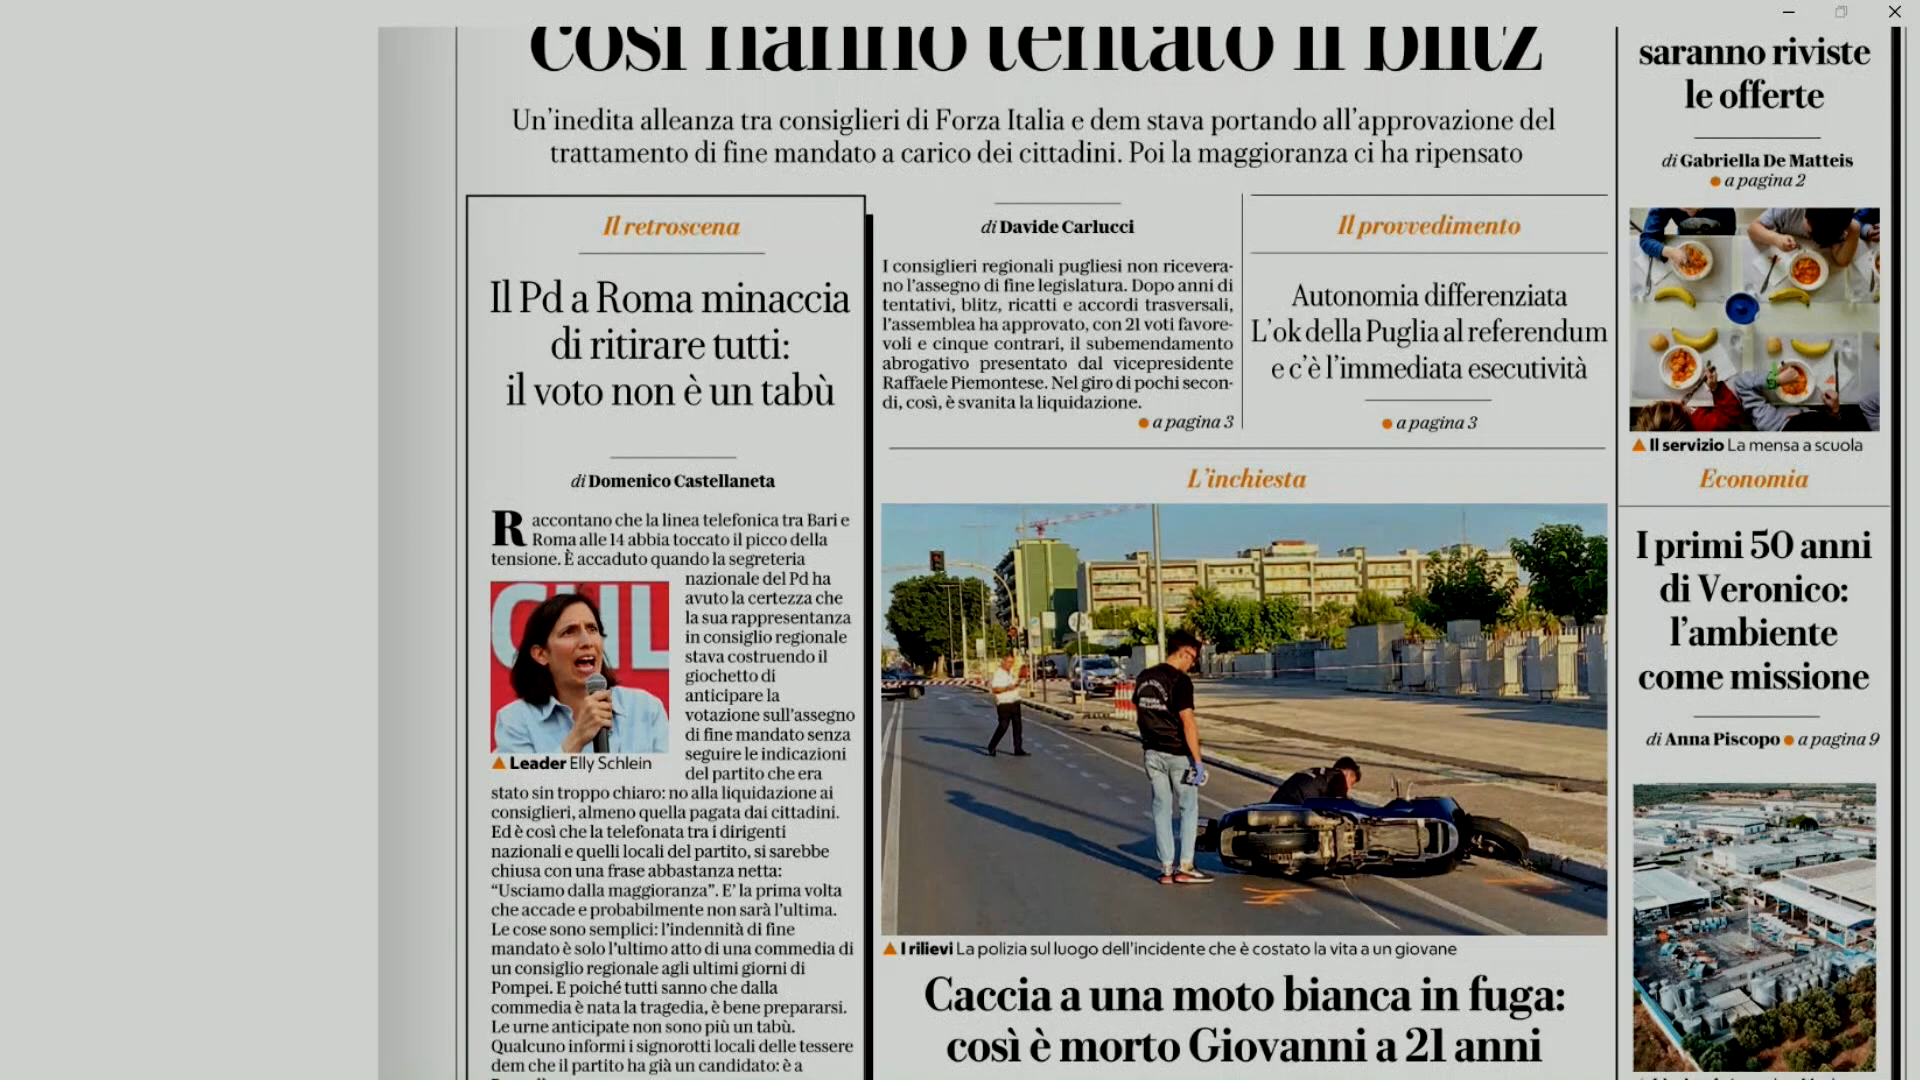 così hanno tentato il blitz
Un'inedita alleanza tra consiglieri di Forza Italia e dem stava portando all'approvazione del
trattamento di fine mandato a carico dei cittadini. Poi la maggioranza ci ha ripensato
Il retroscena
Il Pd a Roma minaccia
di ritirare tutti:
il voto non è un tabù
di Domenico Castellaneta
Raccontano che la linea telefonica tra Bari e
Roma alle 14 abbia toccato il picco della
tensione. È accaduto quando la segreteria
nazionale del Pd ha
avuto la certezza che
la sua rappresentanza
in consiglio regionale
stava costruendo il
giochetto di
anticipare la
votazione sull'assegno
di fine mandato senza
seguire le indicazioni
del partito che era
▲ Leader Elly Schlein
stato sin troppo chiaro: no alla liquidazione ai
consiglieri, almeno quella pagata dai cittadini.
Ed è così che la telefonata tra i dirigenti
nazionali e quelli locali del partito, si sarebbe
chiusa con una frase abbastanza netta:
“Usciamo dalla maggioranza”. E' la prima volta
che accade e probabilmente non sarà l'ultima.
Le cose sono semplici: l'indennità di fine
mandato è solo l'ultimo atto di una commedia di
un consiglio regionale agli ultimi giorni di
Pompei. E poiché tutti sanno che dalla
commedia è nata la tragedia, è bene prepararsi.
Le urne anticipate non sono più un tabù.
Qualcuno informi i signorotti locali delle tessere
dem che il partito ha già un candidato: è a
di Davide Carlucci
I consiglieri regionali pugliesi non riceveran-
no l'assegno di fine legislatura. Dopo anni di
tentativi, blitz, ricatti e accordi trasversali,
l'assemblea ha approvato, con 21 voti favore-
voli e cinque contrari, il subemendamento
abrogativo presentato dal vicepresidente
Raffaele Piemontese. Nel giro di pochi secon-
di, così, è svanita la liquidazione.
● a pagina 3
Il provvedimento
Autonomia differenziata
L'ok della Puglia al referendum
e c'è l'immediata esecutività
● a pagina 3
L'inchiesta
▲ I rilievi La polizia sul luogo dell'incidente che è costato la vita a un giovane
Caccia a una moto bianca in fuga:
così è morto Giovanni a 21 anni
saranno riviste
le offerte
di Gabriella De Matteis
● a pagina 2
▲ Il servizio La mensa a scuola
Economia
I primi 50 anni
di Veronico:
l'ambiente
come missione
di Anna Piscopo ● a pagina 9